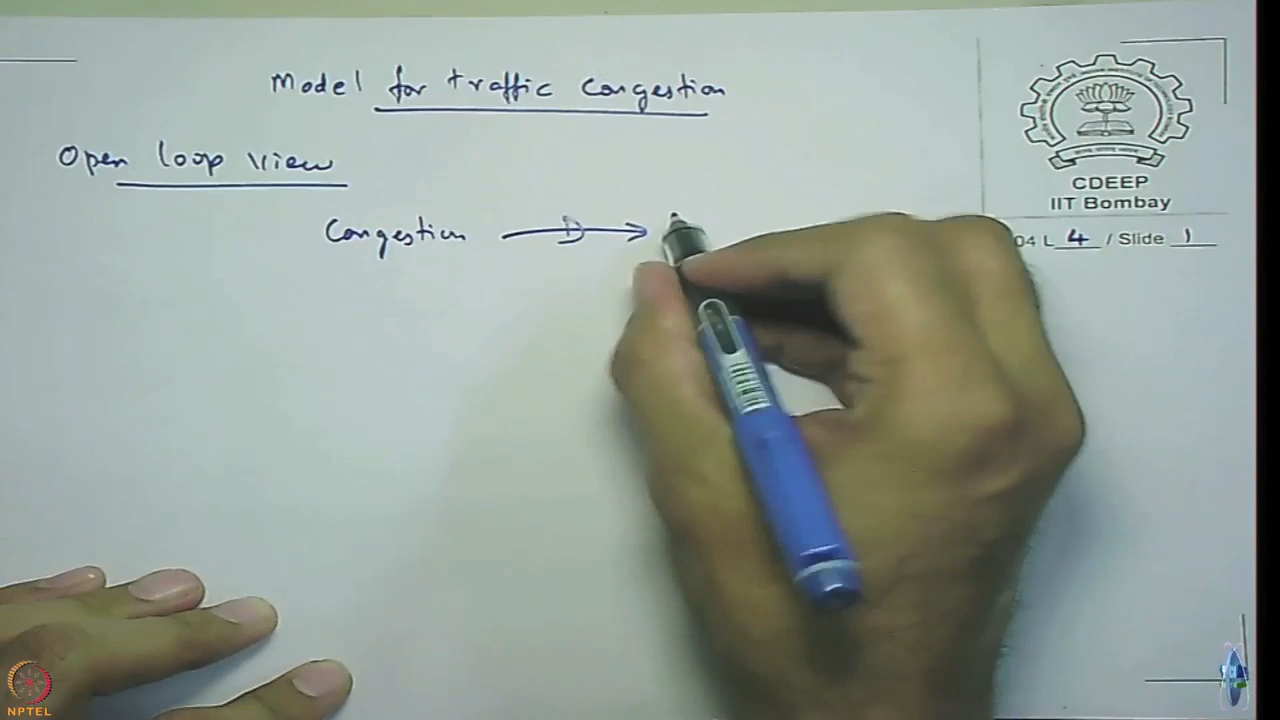 Model for traffic congestion
Open loop view
Congestion
CDEEP
IIT Bombay
04 L 4 / Slide 1
NPTEL